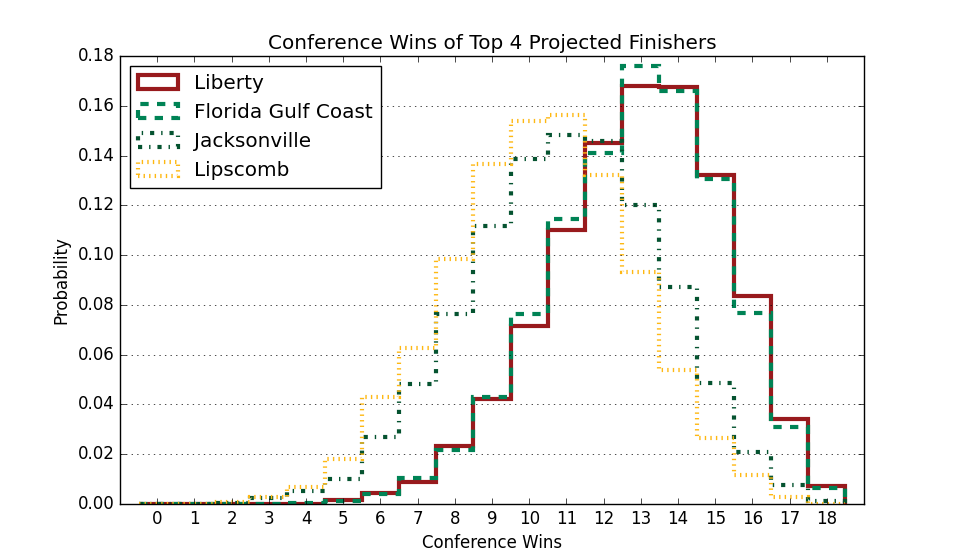 Conference Wins of Top 4 Projected Finishers
0.18
0.16
0.14
0.12
0.10
0.08
0.06
0.04
0.02
0.00
Probability
Liberty
Florida Gulf Coast
Jacksonville
Lipscomb
0 1 2 3 4 5 6 7 8 9 10 11 12 13 14 15 16 17 18
Conference Wins